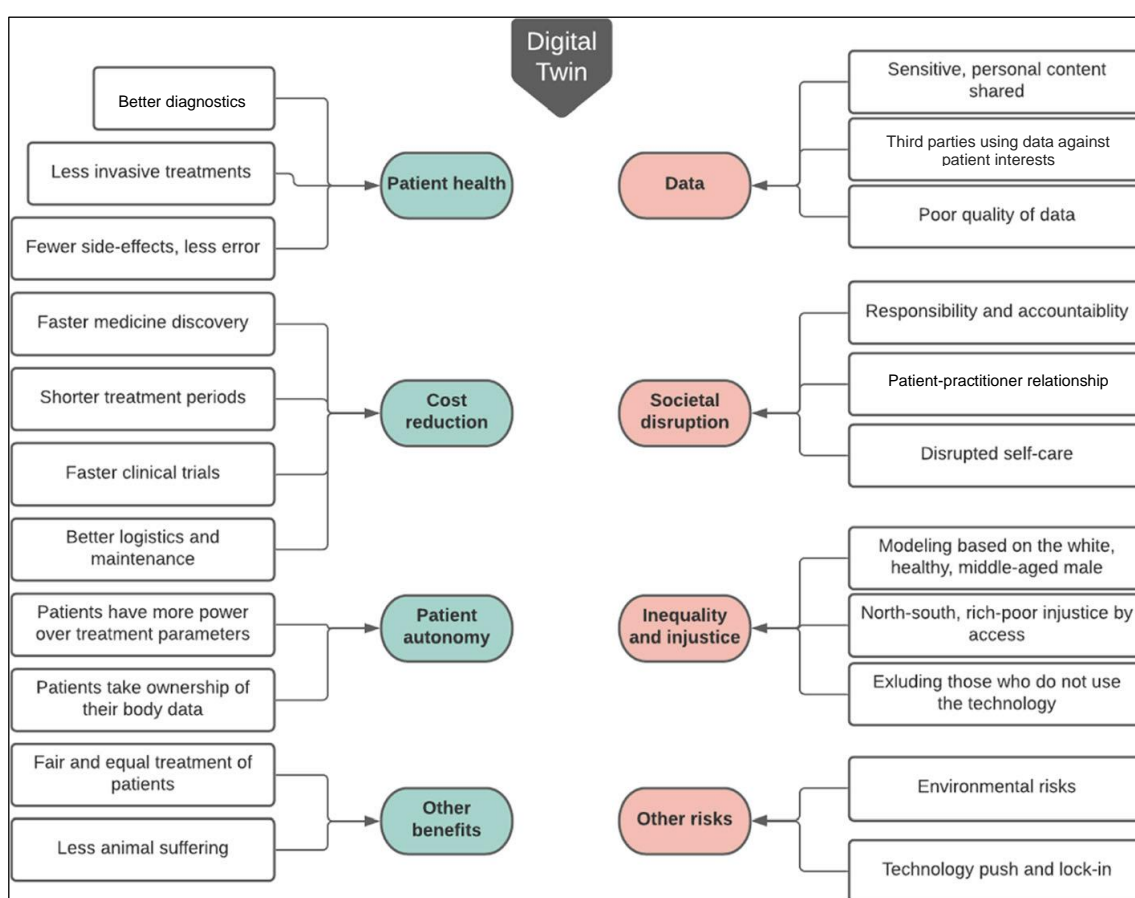 Digital
Twin
Better diagnostics
Less invasive treatments
Fewer side-effects, less error
Patient health
Faster medicine discovery
Shorter treatment periods
Faster clinical trials
Better logistics and
maintenance
Cost
reduction
Patients have more power
over treatment parameters
Patients take ownership of
their body data
Patient
autonomy
Fair and equal treatment of
patients
Less animal suffering
Other
benefits
Data
Sensitive, personal content
shared
Third parties using data against
patient interests
Poor quality of data
Societal
disruption
Responsibility and accountaiblity
Patient-practitioner relationship
Disrupted self-care
Inequality
and injustice
Modeling based on the white,
healthy, middle-aged male
North-south, rich-poor injustice by
access
Exluding those who do not use
the technology
Other risks
Environmental risks
Technology push and lock-in